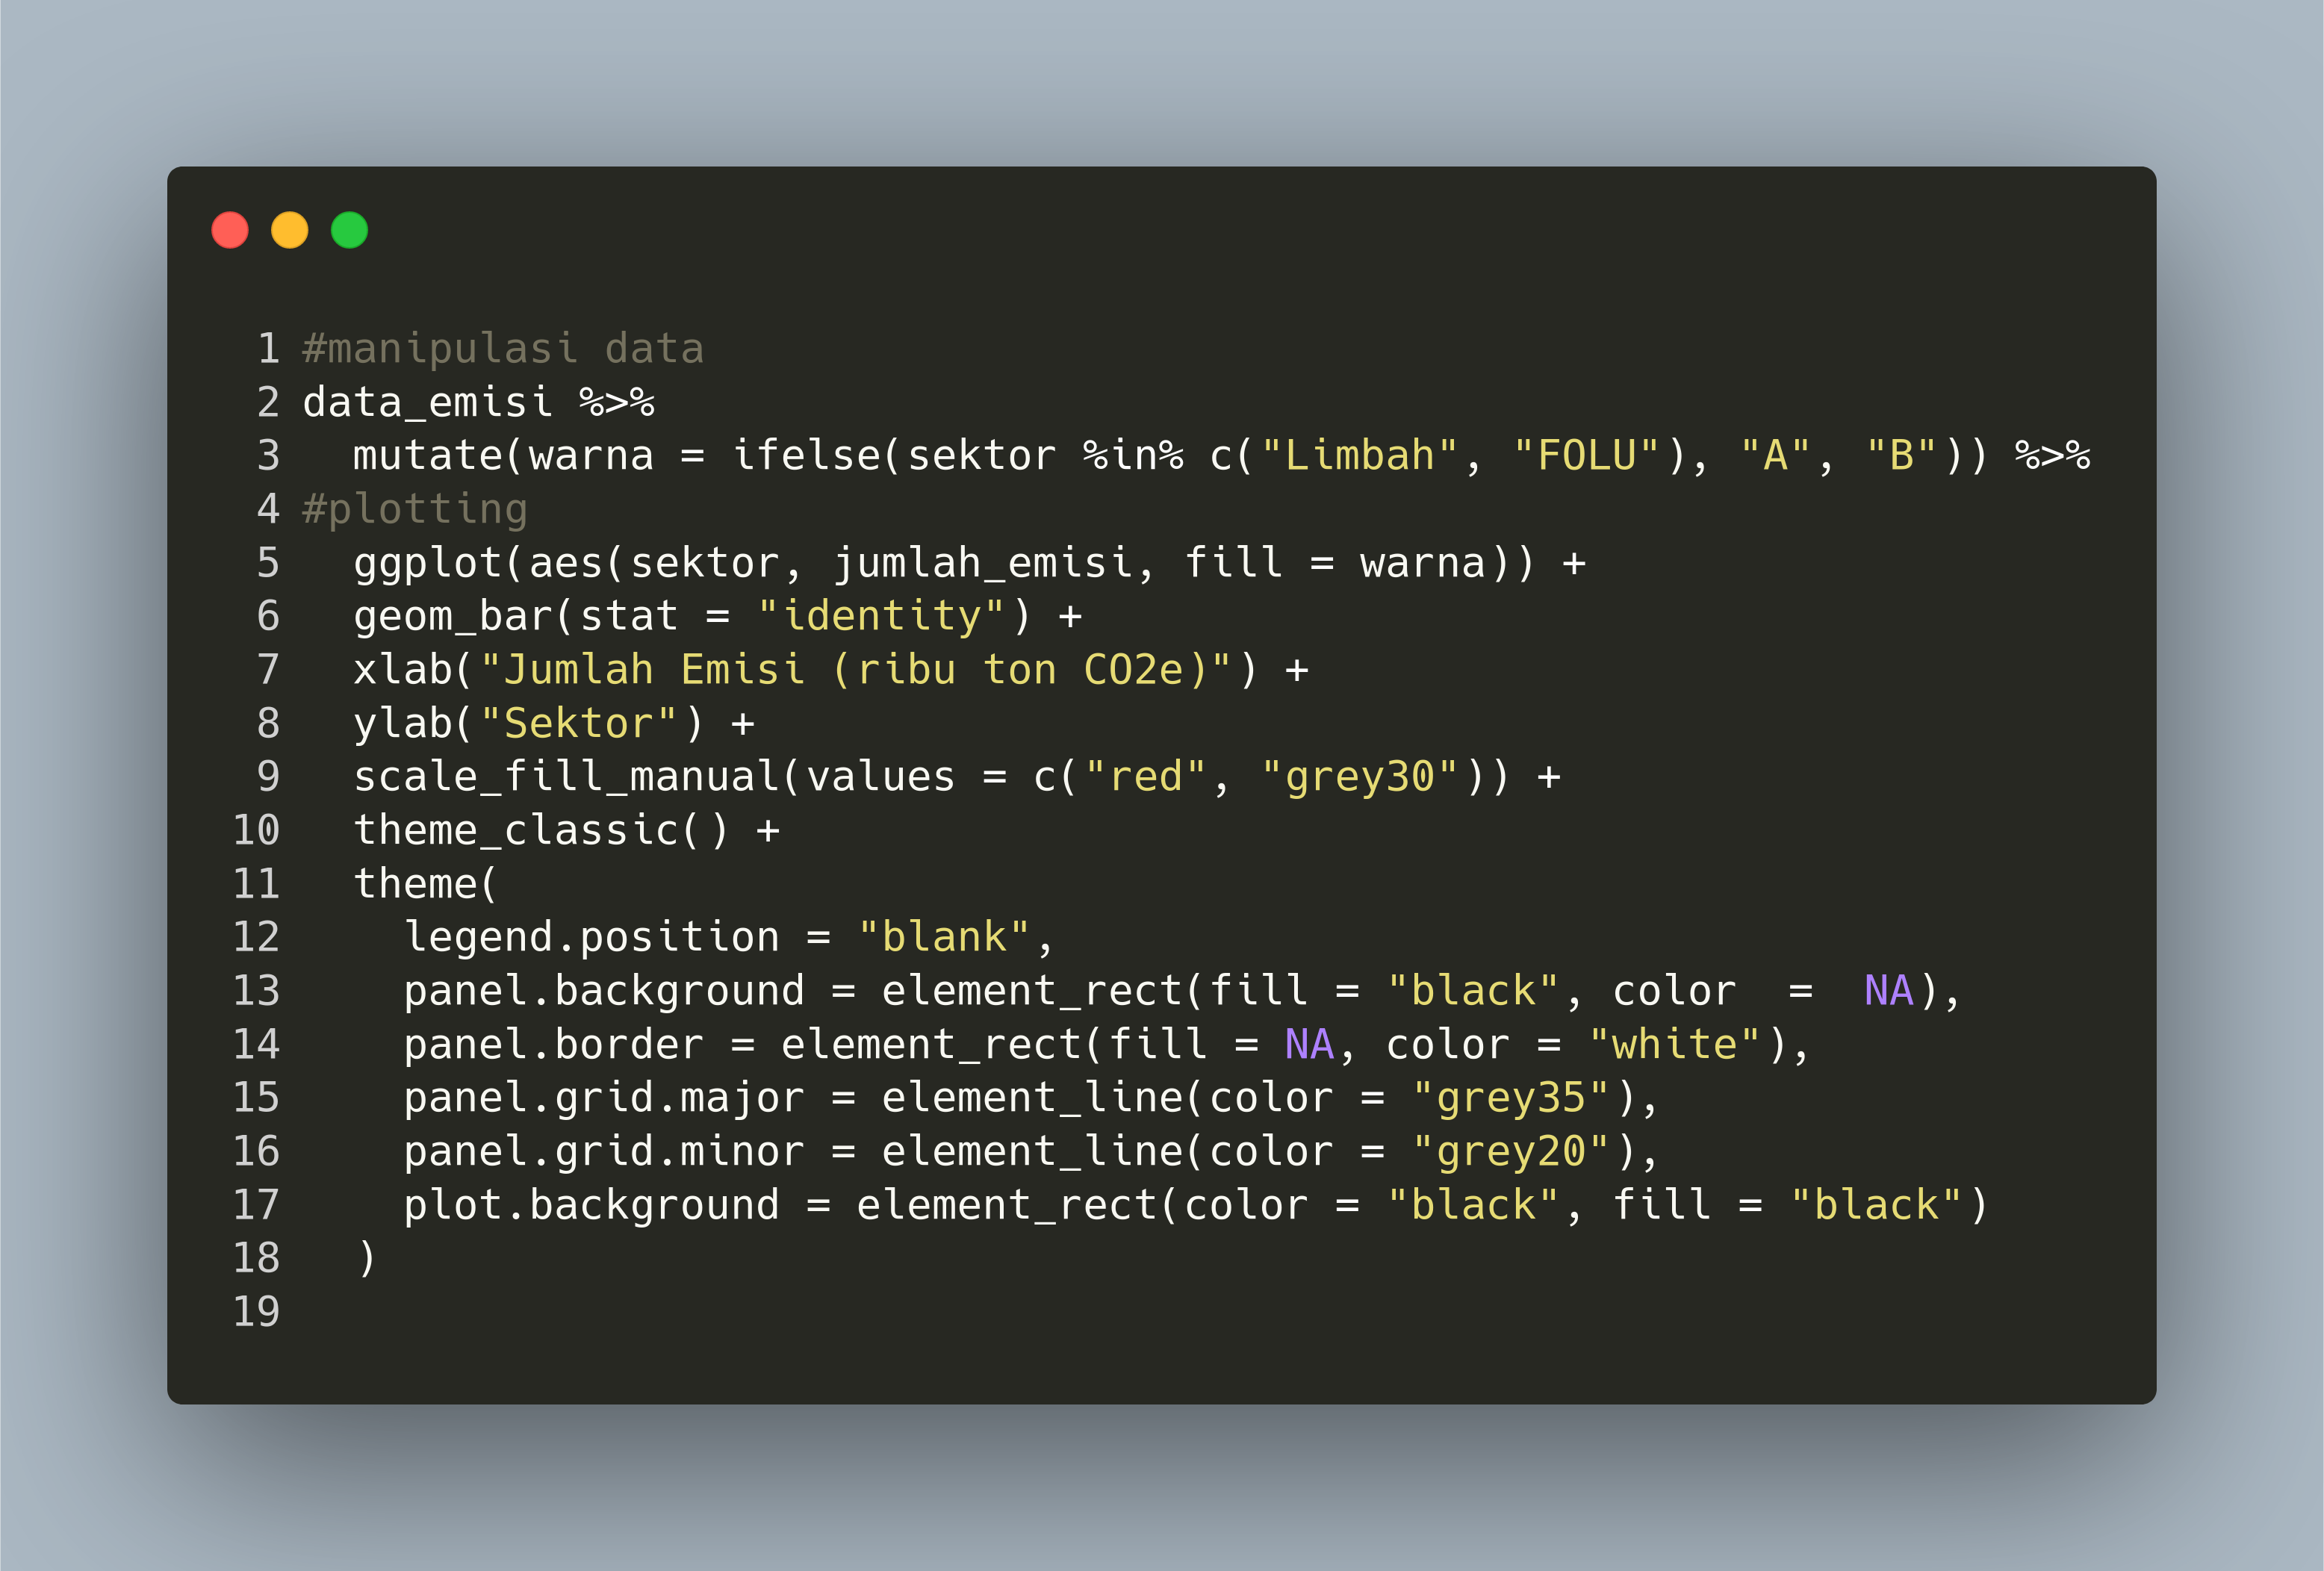 1 #manipulasi data
2 data_emisi %>%
3   mutate(warna = ifelse(sektor %in% c("Limbah", "FOLU"), "A", "B")) %>%
4 #plotting
5   ggplot(aes(sektor, jumlah_emisi, fill = warna)) +
6   geom_bar(stat = "identity") +
7   xlab("Jumlah Emisi (ribu ton CO2e)") +
8   ylab("Sektor") +
9   scale_fill_manual(values = c("red", "grey30")) +
10   theme_classic() +
11   theme(
12     legend.position = "blank",
13     panel.background = element_rect(fill = "black", color  =  NA),
14     panel.border = element_rect(fill = NA, color = "white"),
15     panel.grid.major = element_line(color = "grey35"),
16     panel.grid.minor = element_line(color = "grey20"),
17     plot.background = element_rect(color = "black", fill = "black")
18   )
19